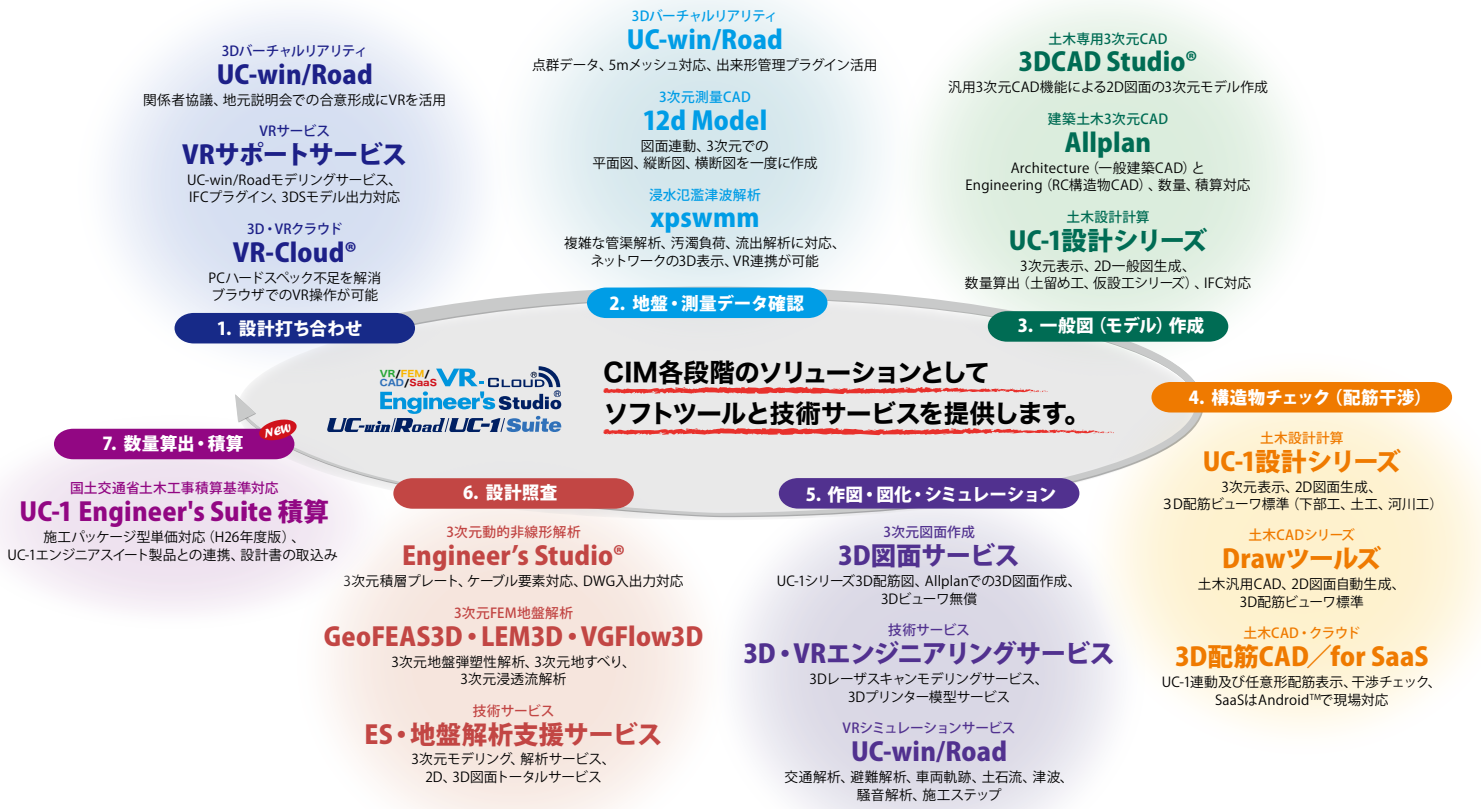 3Dバーチャルリアリティ
UC-win/Road
関係者協議、地元説明会での合意形成にVRを活用
VRサービス
VRサポートサービス
UC-win/Roadモデリングサービス、
IFCプラグイン、3DSモデル出力対応
3D・VRクラウド
VR-Cloud®
PCハードスペック不足を解消
ブラウザでのVR操作が可能
1. 設計打ち合わせ
3Dバーチャルリアリティ
UC-win/Road
点群データ、5mメッシュ対応、出来形管理プラグイン活用
3次元測量CAD
12d Model
図面連動、3次元での
平面図、縦断図、横断図を一度に作成
浸水氾濫津波解析
xpswmm
複雑な管渠解析、汚濁負荷、流出解析に対応、
ネットワークの3D表示、VR連携が可能
2. 地盤・測量データ確認
土木専用3次元CAD
3DCAD Studio®
汎用3次元CAD機能による2D図面の3次元モデル作成
建築土木3次元CAD
Allplan
Architecture（一般建築CAD）と
Engineering（RC構造物CAD）、数量、積算対応
土木設計計算
UC-1設計シリーズ
3次元表示、2D一般図生成、
数量算出（土留め工、仮設工シリーズ）、IFC対応
3. 一般図（モデル）作成
VR/FEM/
CAD/SaaS VR-CLOUD®
Engineer's Studio®
UC-win/Road/UC-1/Suite
CIM各段階のソリューションとして
ソフトツールと技術サービスを提供します。
4. 構造物チェック（配筋干渉）
土木設計計算
UC-1設計シリーズ
3次元表示、2D図面生成、
3D配筋ビューワ標準（下部工、土工、河川工）
土木CADシリーズ
Drawツールズ
土木汎用CAD、2D図面自動生成、
3D配筋ビューワ標準
土木CAD・クラウド
3D配筋CAD／for SaaS
UC-1連動及び任意形配筋表示、干渉チェック、
SaaSはAndroid™で現場対応
5. 作図・図化・シミュレーション
3次元図面作成
3D図面サービス
UC-1シリーズ3D配筋図、Allplanでの3D図面作成、
3Dビューワ無償
技術サービス
3D・VRエンジニアリングサービス
3Dレーザスキャンモデリングサービス、
3Dプリンター模型サービス
VRシミュレーションサービス
UC-win/Road
交通解析、避難解析、車両軌跡、土石流、津波、
騒音解析、施工ステップ
6. 設計照査
3次元動的非線形解析
Engineer's Studio®
3次元積層プレート、ケーブル要素対応、DWG入出力対応
3次元FEM地盤解析
GeoFEAS3D・LEM3D・VGFlow3D
3次元地盤弾塑性解析、3次元地すべり、
3次元浸透流解析
技術サービス
ES・地盤解析支援サービス
3次元モデリング、解析サービス、
2D、3D図面トータルサービス
7. 数量算出・積算
NEW
国土交通省土木工事積算基準対応
UC-1 Engineer's Suite 積算
施工パッケージ型単価対応（H26年度版）、
UC-1エンジニアスイート製品との連携、設計書の取込み